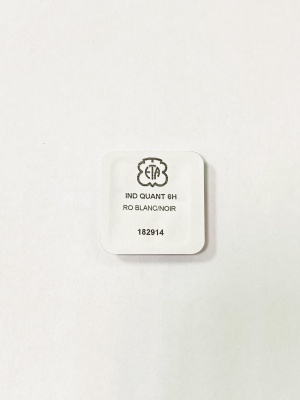 ETA
IND QUANT 6H
RO BLANC/NOIR
182914